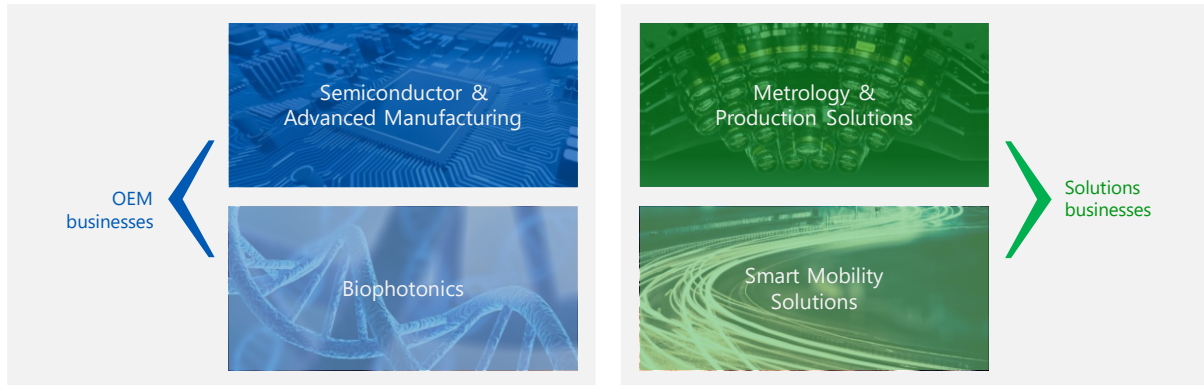 OEM
businesses
Semiconductor &
Advanced Manufacturing
Biophotonics
Metrology &
Production Solutions
Smart Mobility
Solutions
Solutions
businesses